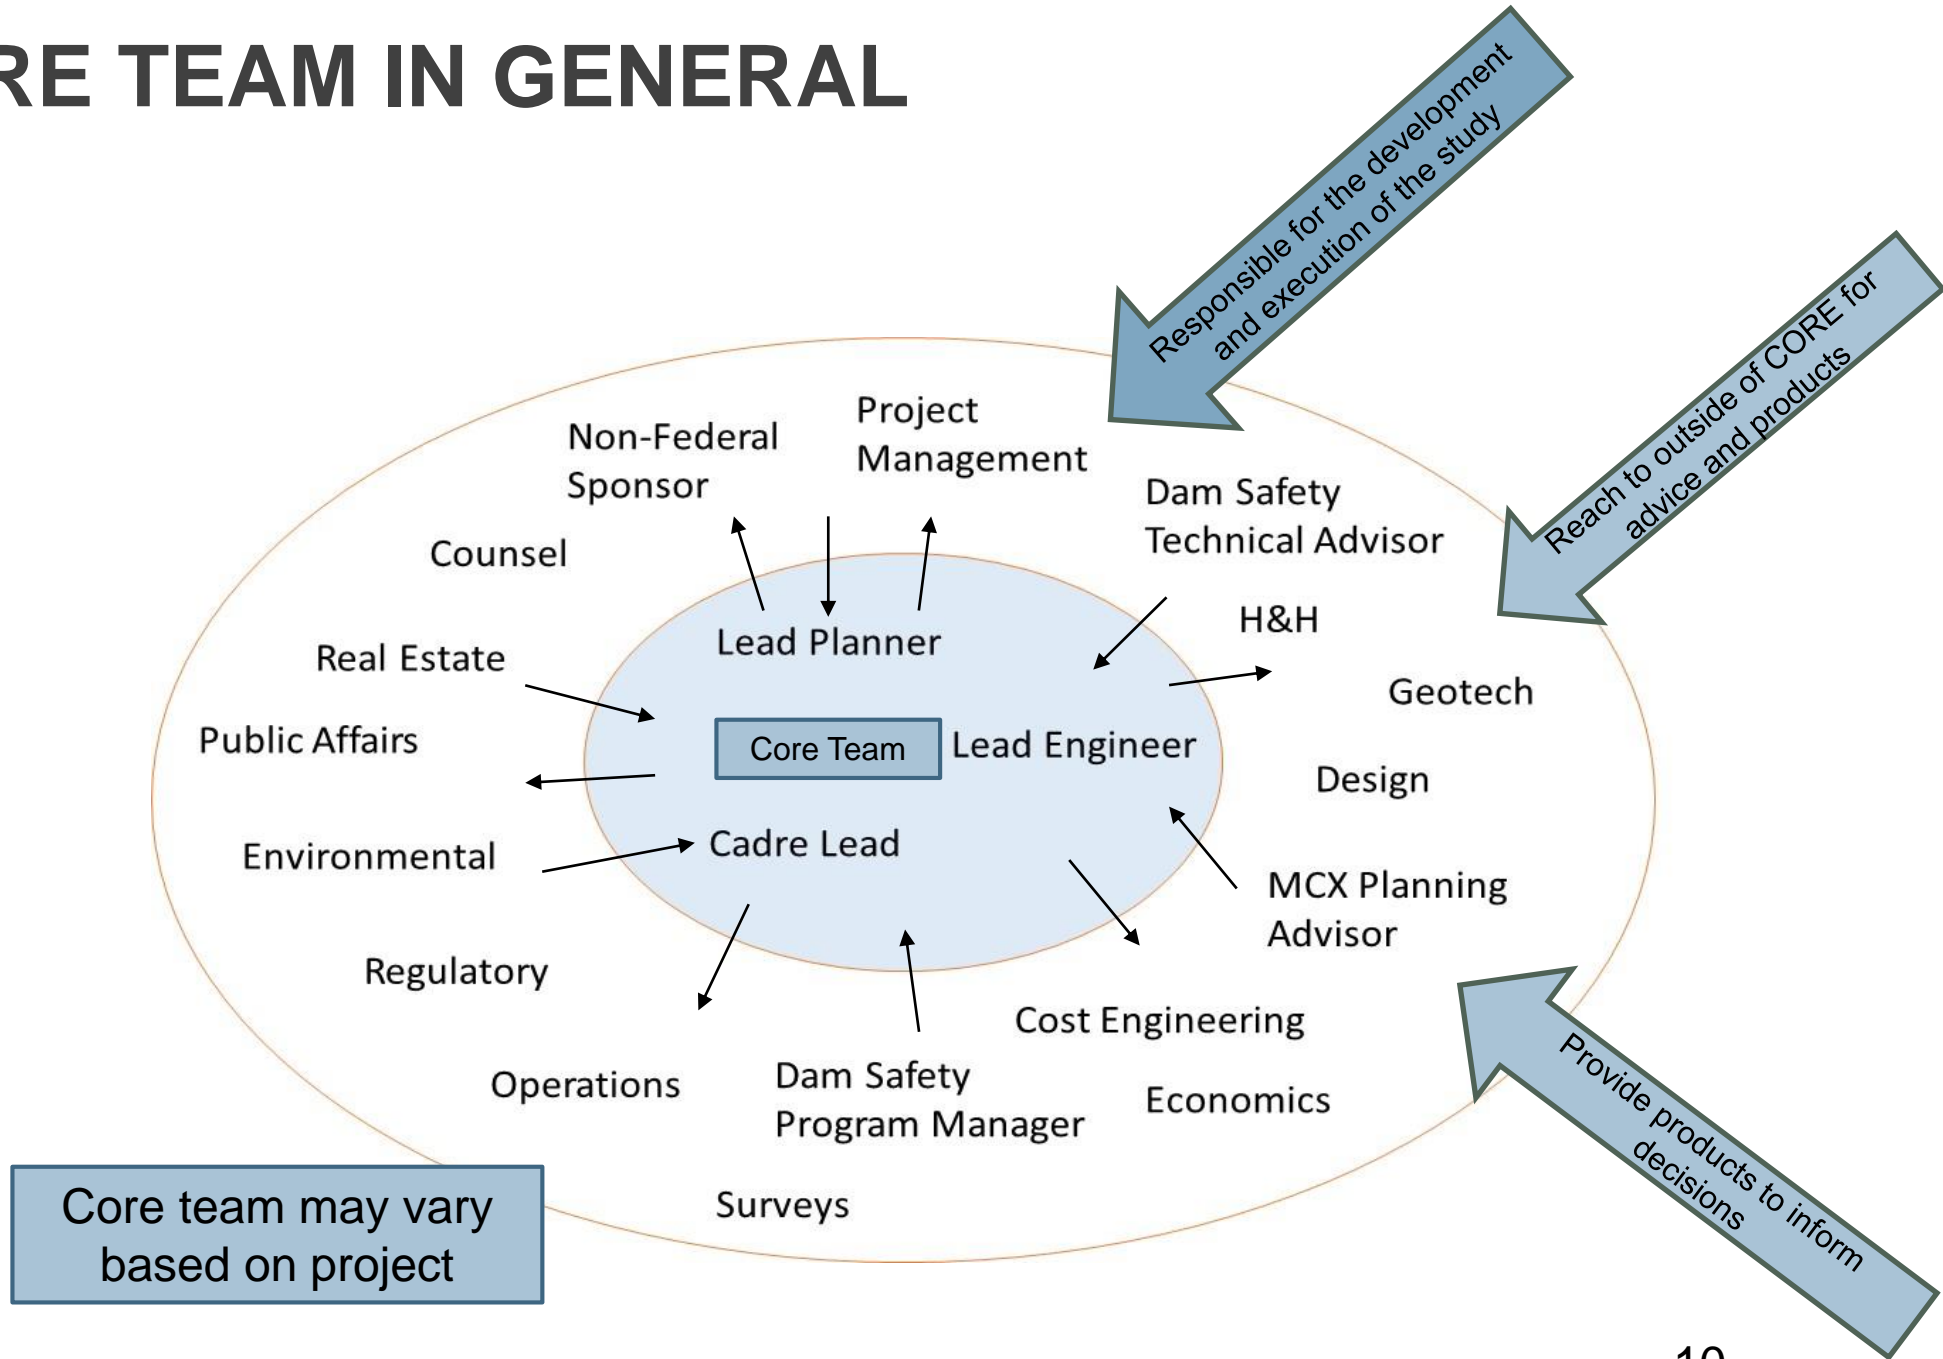 RE TEAM IN GENERAL
Responsible for the development
and execution of the study
Reach to outside of CORE for
advice and products
Non-Federal
Sponsor
Project
Management
Dam Safety
Technical Advisor
Counsel
H&H
Real Estate
Lead Planner
Geotech
Public Affairs
Core Team
Lead Engineer
Design
Environmental
Cadre Lead
MCX Planning
Advisor
Regulatory
Cost Engineering
Operations
Dam Safety
Program Manager
Economics
Surveys
Provide products to inform
decisions
Core team may vary
based on project